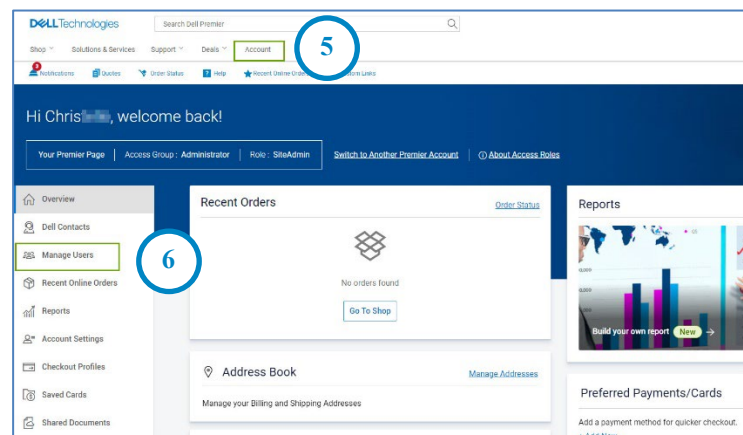 DELLTechnologies
Search Dell Premier
Shop
Solutions & Services
Support
Deals
Account
5
Notifications
Quotes
Order Status
Help
Recent Online Order
Links
Hi Chris , welcome back!
Your Premier Page
Access Group : Administrator
Role : SiteAdmin
Switch to Another Premier Account
About Access Roles
Overview
Dell Contacts
Manage Users
6
Recent Online Orders
Reports
Account Settings
Checkout Profiles
Saved Cards
Shared Documents
Recent Orders
Order Status
No orders found
Go To Shop
Address Book
Manage Addresses
Manage your Billing and Shipping Addresses
Reports
Build your own report
New
Preferred Payments/Cards
Add a payment method for quicker checkout.